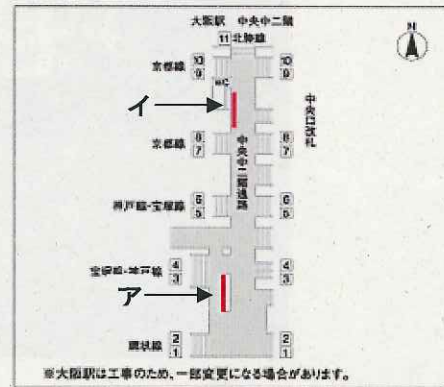 大阪駅 中央中二階
11 北陸線
京都線 10 9
WC
10 9
イ
中央口改札
京都線 8 7
8 7
中央中二階通路
神戸線・宝塚線 6 5
6 5
宝塚線・神戸線 4 3
4 3
ア
環状線 2 1
2 1
N
※大阪駅は工事のため、一部変更になる場合があります。